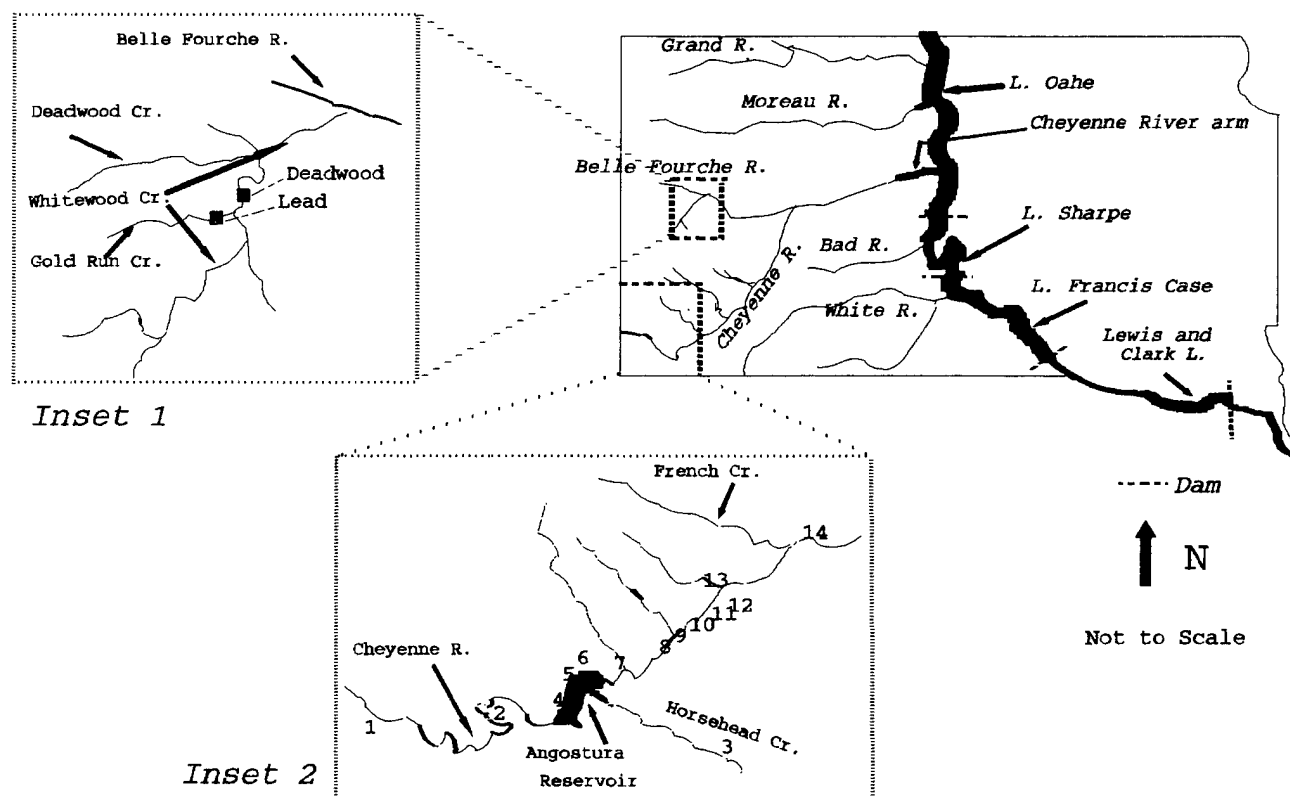 Belle Fourche R.
Deadwood Cr.
Deadwood
Whitewood Cr.
Lead
Gold Run Cr.
Inset 1
Grand R.
L. Oahe
Moreau R.
Cheyenne River arm
Belle Fourche R.
L. Sharpe
Bad R.
Cheyenne R.
L. Francis Case
White R.
Lewis and
Clark L.
Dam
N
Not to Scale
French Cr.
14
13
12
11
10
9
8
7
6
5
4
Cheyenne R.
2
1
Horsehead Cr.
3
Angostura
Reservoir
Inset 2